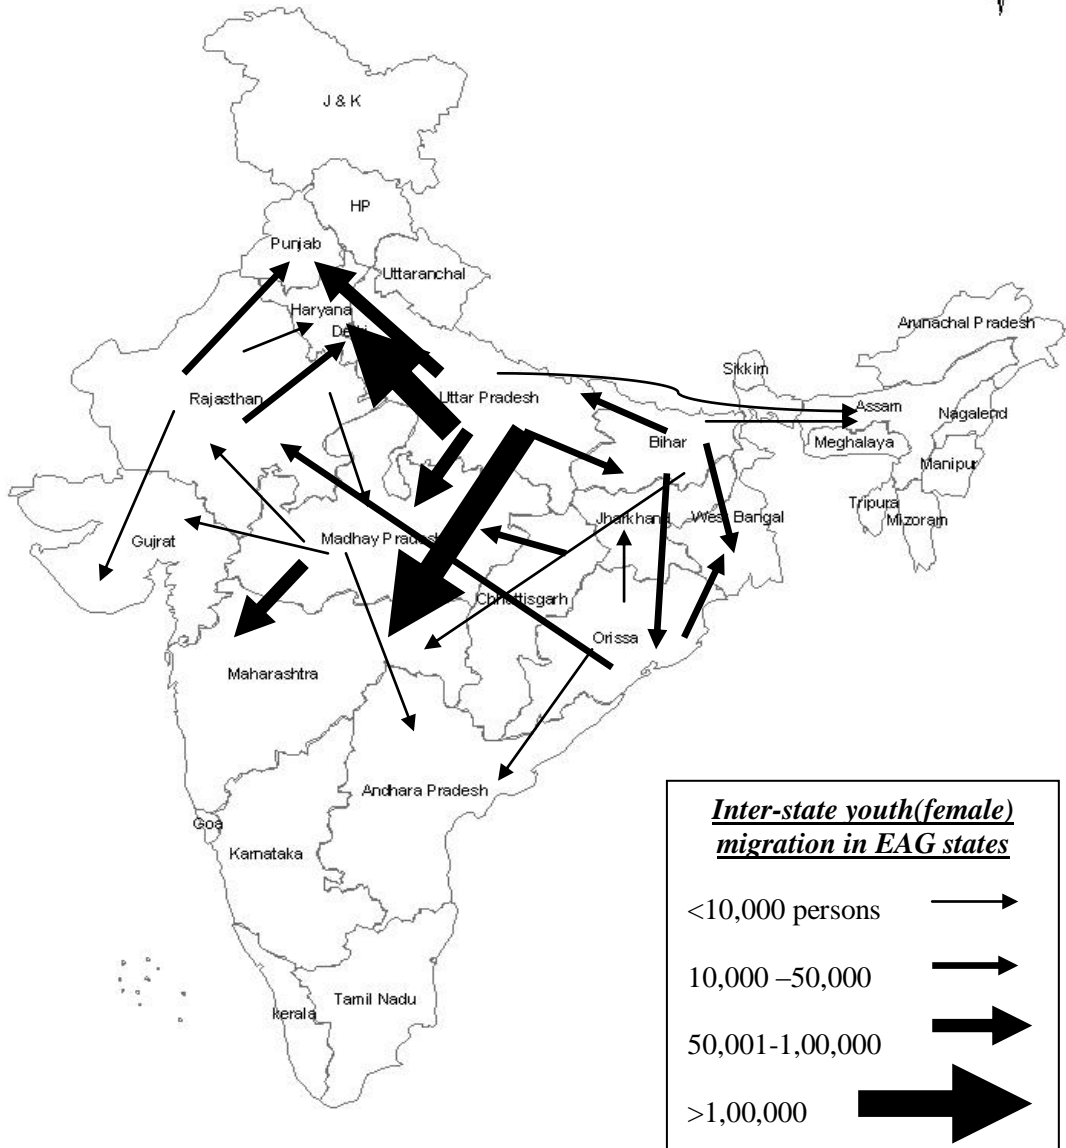 J & K
HP
Punjab
Uttaranchal
Haryana
Delhi
Arunachal Pradesh
Sikkim
Rajasthan
Uttar Pradesh
Assam
Nagalend
Bihar
Meghalaya
Manipur
Tripura
Mizoram
Jharkhand
West Bangal
Gujrat
Madhay Pradesh
Chhattisgarh
Orissa
Maharashtra
Andhara Pradesh
Goa
Karnataka
Tamil Nadu
kerala
Inter-state youth(female)
migration in EAG states
<10,000 persons
10,000 –50,000
50,001-1,00,000
>1,00,000